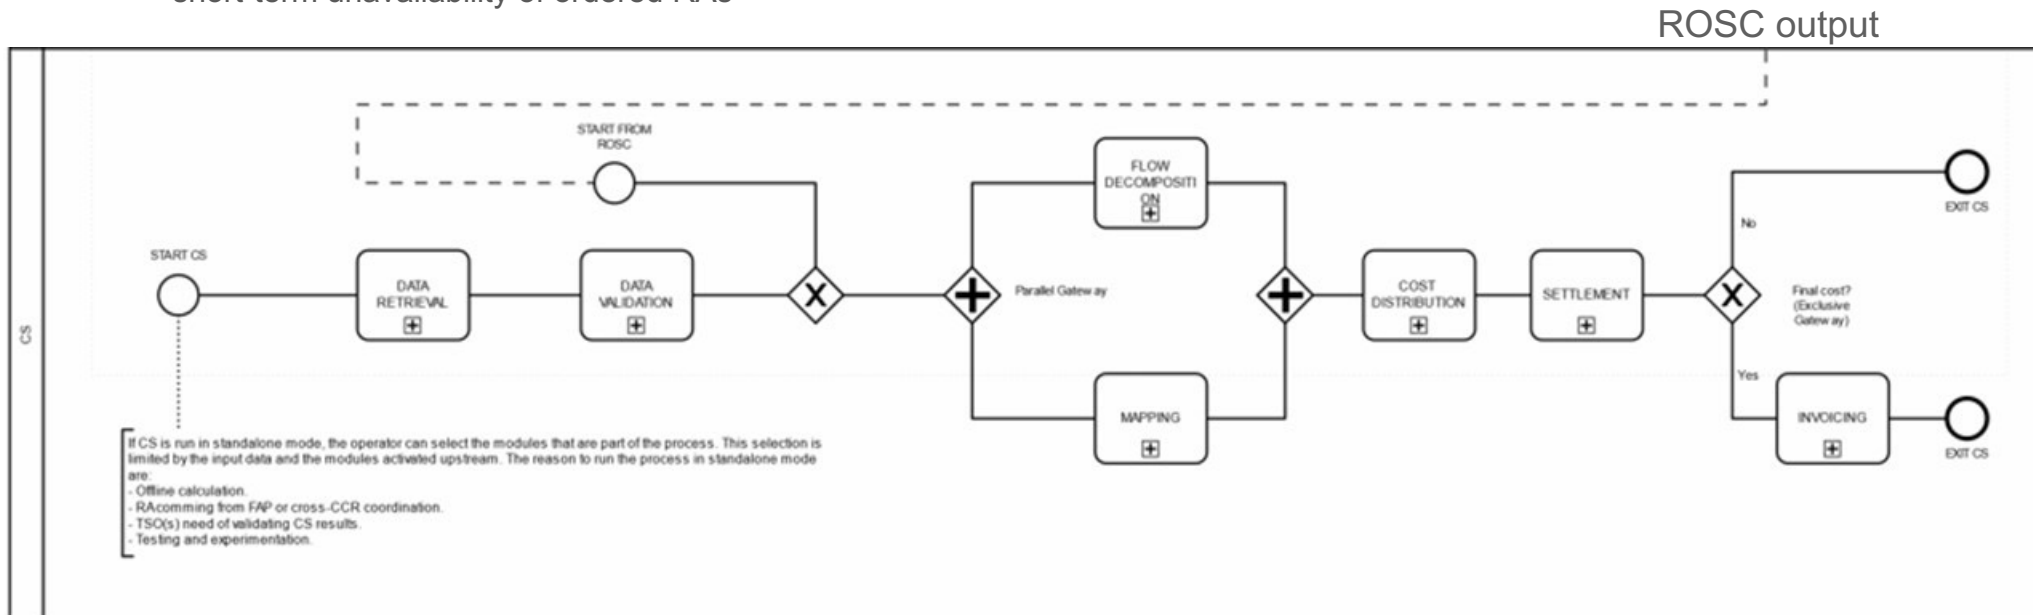 short-term unavailability of ordered RAs
ROSC output
START FROM
ROSC
FLOW
DECOMPOSITI
ON
EXIT CS
No
START CS
DATA
RETRIEVAL
DATA
VALIDATION
X
Parallel Gateway
COST
DISTRIBUTION
SETTLEMENT
X
Final cost?
(Exclusive
Gateway)
CS
Yes
MAPPING
INVOICING
EXIT CS
If CS is run in standalone mode, the operator can select the modules that are part of the process. This selection is
limited by the input data and the modules activated upstream. The reason to run the process in standalone mode
are:
- Offline calculation.
- RAcomming from FAP or cross-CCR coordination.
- TSO(s) need of validating CS results.
- Testing and experimentation.